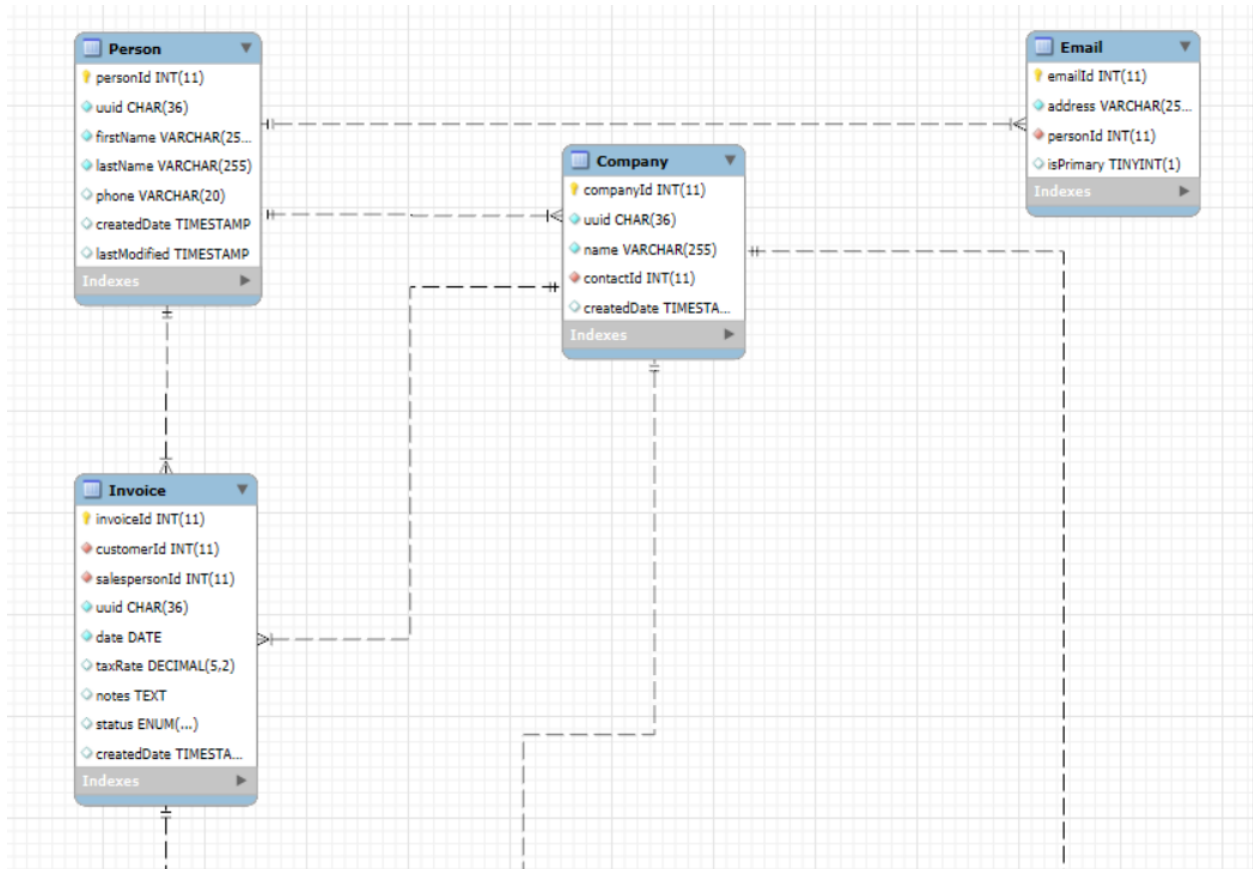 Person
personId INT(11)
uuid CHAR(36)
firstName VARCHAR(25...
lastName VARCHAR(255)
phone VARCHAR(20)
createdDate TIMESTAMP
lastModified TIMESTAMP
Indexes
Email
emailId INT(11)
address VARCHAR(25...
personId INT(11)
isPrimary TINYINT(1)
Indexes
Company
companyId INT(11)
uuid CHAR(36)
name VARCHAR(255)
contactId INT(11)
createdDate TIMESTA...
Indexes
Invoice
invoiceId INT(11)
customerId INT(11)
salespersonId INT(11)
uuid CHAR(36)
date DATE
taxRate DECIMAL(5,2)
notes TEXT
status ENUM(...)
createdDate TIMESTA...
Indexes